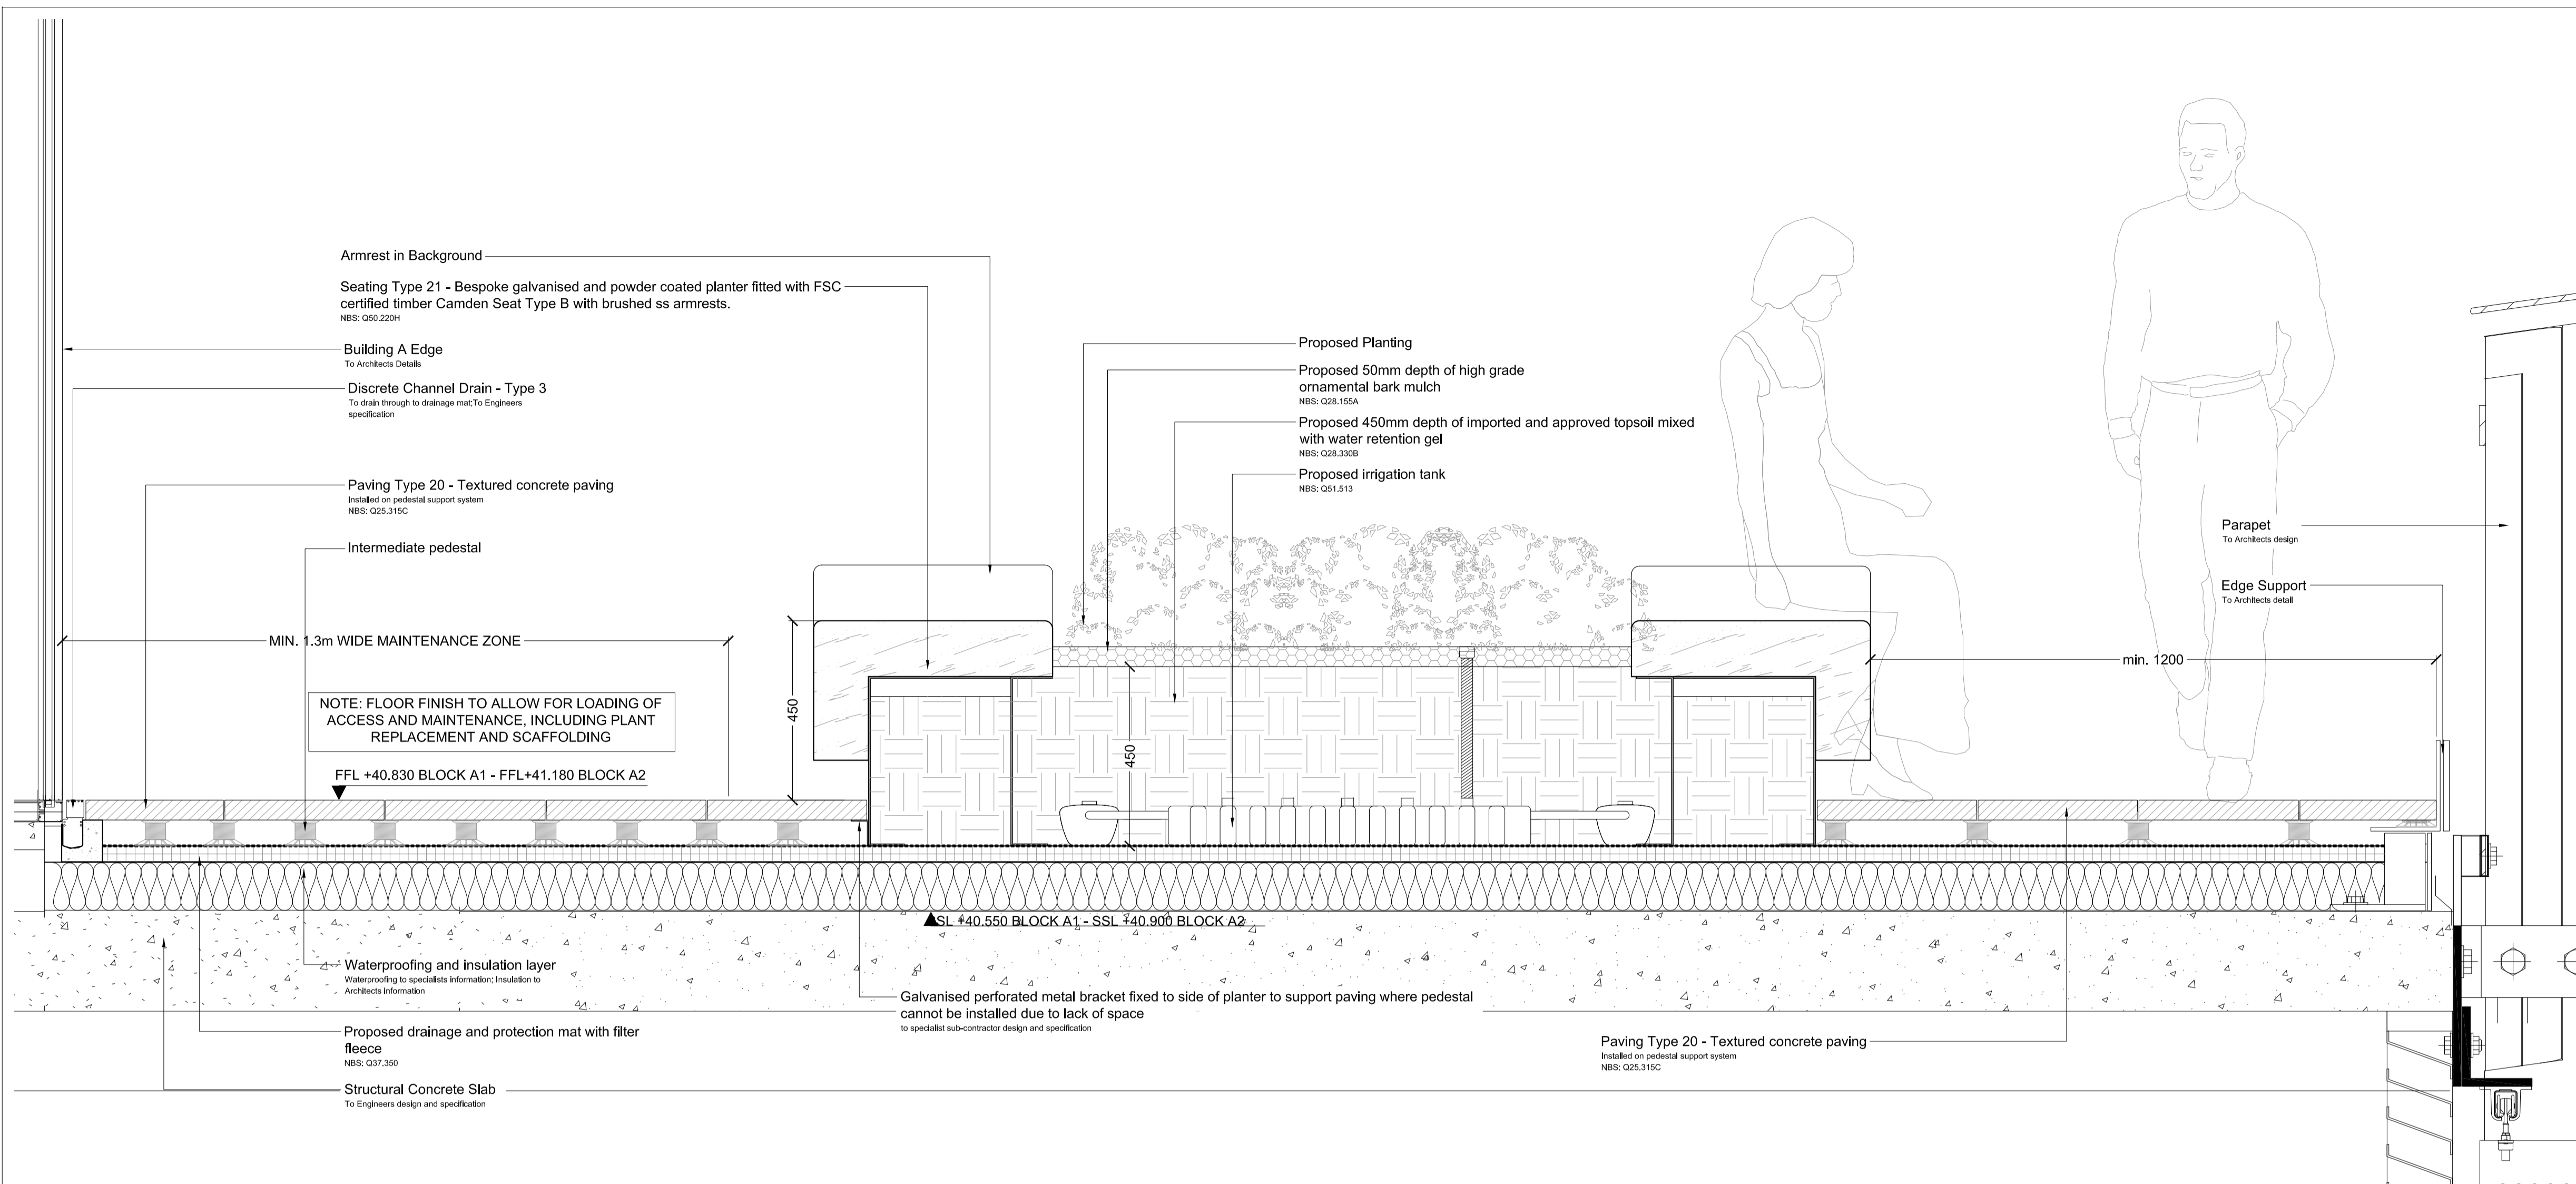 Armrest in Background
Seating Type 21 - Bespoke galvanised and powder coated planter fitted with FSC
certified timber Camden Seat Type B with brushed ss armrests.
NBS: Q50.220H
Building A Edge
To Architects Details
Discrete Channel Drain - Type 3
To drain through to drainage mat;To Engineers
specification
Paving Type 20 - Textured concrete paving
Installed on pedestal support system
NBS: Q25.315C
Intermediate pedestal
MIN. 1.3m WIDE MAINTENANCE ZONE
NOTE: FLOOR FINISH TO ALLOW FOR LOADING OF
ACCESS AND MAINTENANCE, INCLUDING PLANT
REPLACEMENT AND SCAFFOLDING
FFL +40.830 BLOCK A1 - FFL+41.180 BLOCK A2
450
Proposed Planting
Proposed 50mm depth of high grade
ornamental bark mulch
NBS: Q28.155A
Proposed 450mm depth of imported and approved topsoil mixed
with water retention gel
NBS: Q28.330B
Proposed irrigation tank
NBS: Q51.513
450
Parapet
To Architects design
Edge Support
To Architects detail
min. 1200
SSL +40.550 BLOCK A1 - SSL +40.900 BLOCK A2
Waterproofing and insulation layer
Waterproofing to specialists information; Insulation to
Architects information
Proposed drainage and protection mat with filter
fleece
NBS: Q37.350
Structural Concrete Slab
To Engineers design and specification
Galvanised perforated metal bracket fixed to side of planter to support paving where pedestal
cannot be installed due to lack of space
to specialist sub-contractor design and specification
Paving Type 20 - Textured concrete paving
Installed on pedestal support system
NBS: Q25.315C